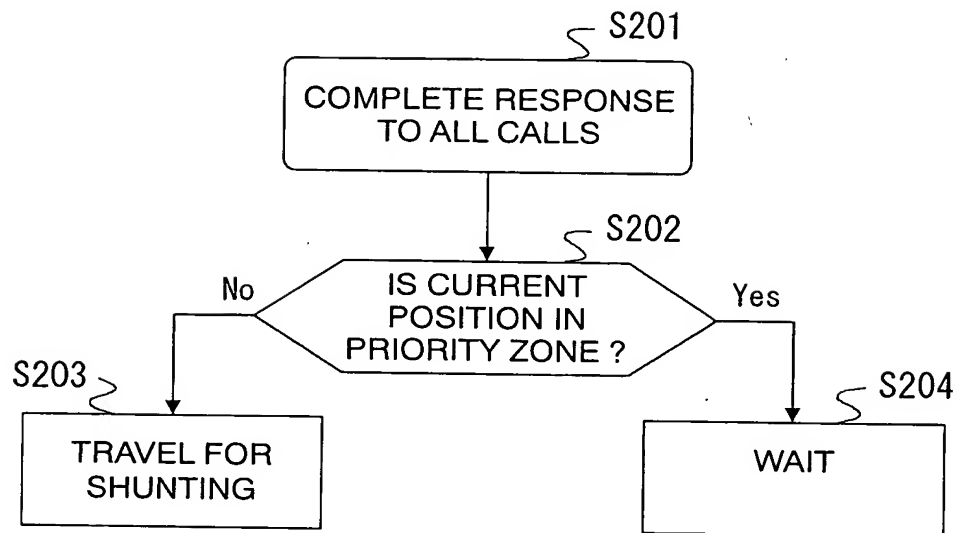 S201
COMPLETE RESPONSE
TO ALL CALLS
S202
No
IS CURRENT
POSITION IN
PRIORITY ZONE ?
Yes
S203
TRAVEL FOR
SHUNTING
S204
WAIT